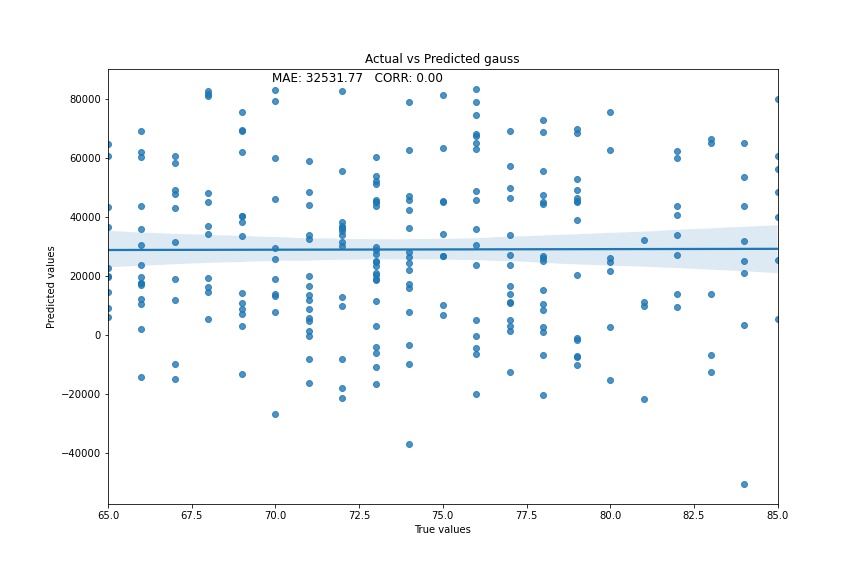 Actual vs Predicted gauss
MAE: 32531.77   CORR: 0.00
80000
60000
40000
20000
0
−20000
−40000
Predicted values
65.0 67.5 70.0 72.5 75.0 77.5 80.0 82.5 85.0
True values